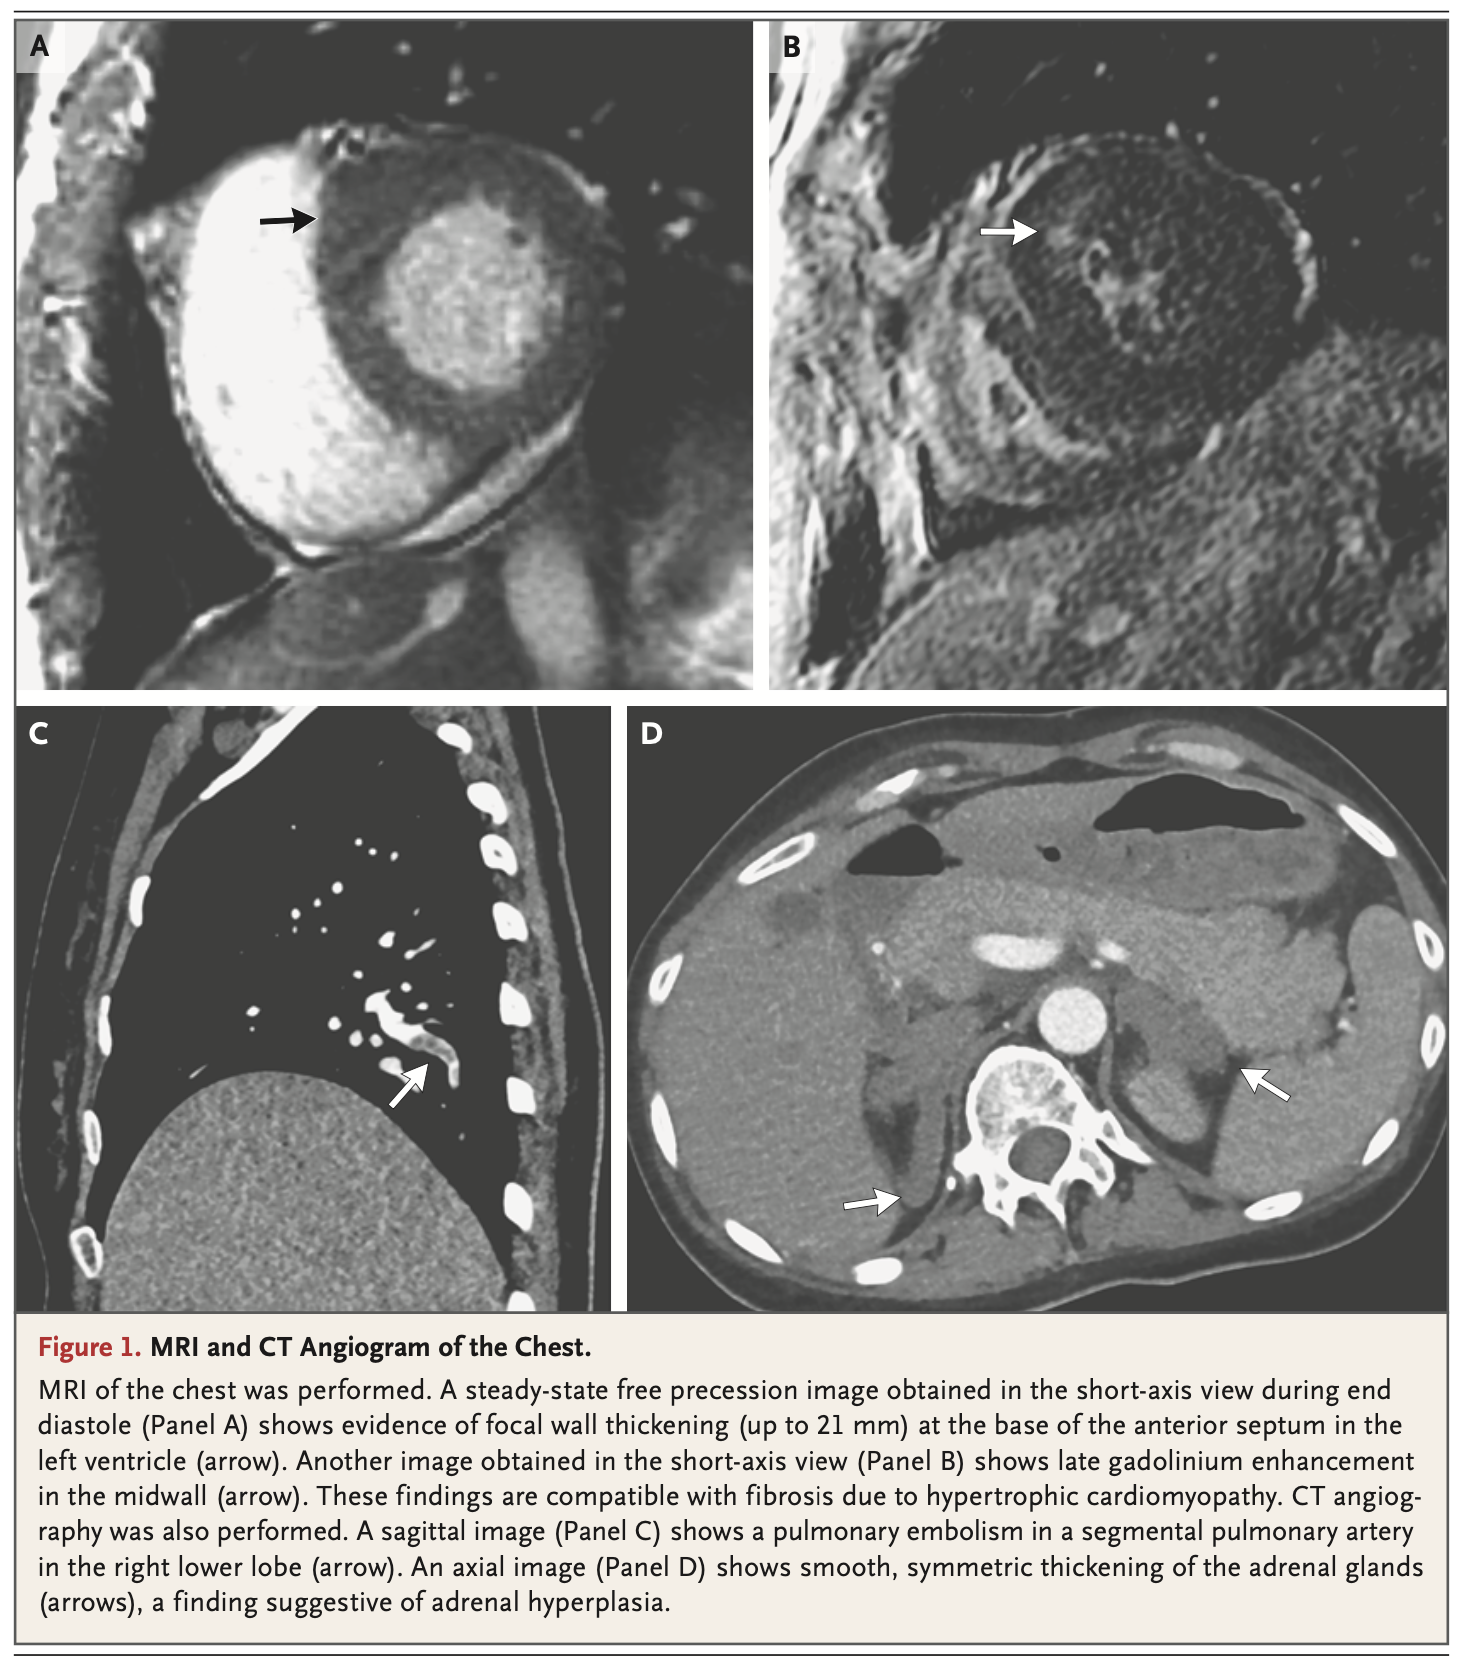 A
B
C
D
Figure 1. MRI and CT Angiogram of the Chest.
MRI of the chest was performed. A steady-state free precession image obtained in the short-axis view during end
diastole (Panel A) shows evidence of focal wall thickening (up to 21 mm) at the base of the anterior septum in the
left ventricle (arrow). Another image obtained in the short-axis view (Panel B) shows late gadolinium enhancement
in the midwall (arrow). These findings are compatible with fibrosis due to hypertrophic cardiomyopathy. CT angiog-
raphy was also performed. A sagittal image (Panel C) shows a pulmonary embolism in a segmental pulmonary artery
in the right lower lobe (arrow). An axial image (Panel D) shows smooth, symmetric thickening of the adrenal glands
(arrows), a finding suggestive of adrenal hyperplasia.